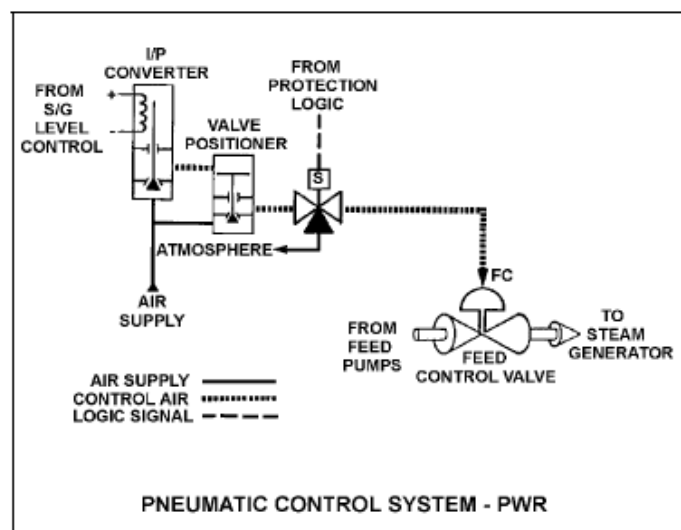 I/P
CONVERTER
FROM
S/G
LEVEL
CONTROL
+
-
VALVE
POSITIONER
FROM
PROTECTION
LOGIC
S
ATMOSPHERE
AIR
SUPPLY
FC
FROM
FEED
PUMPS
FEED
CONTROL VALVE
TO
STEAM
GENERATOR
AIR SUPPLY
CONTROL AIR
LOGIC SIGNAL
PNEUMATIC CONTROL SYSTEM - PWR